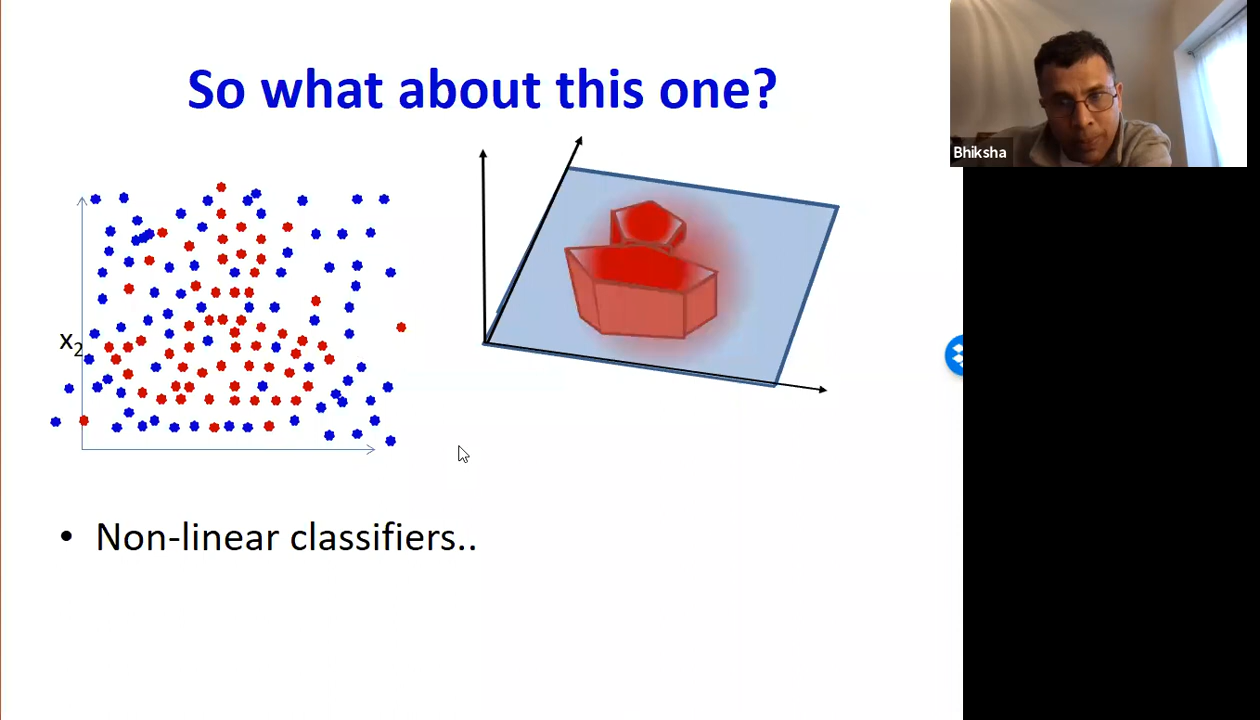 So what about this one?
Bhiksha
x2
• Non-linear classifiers..